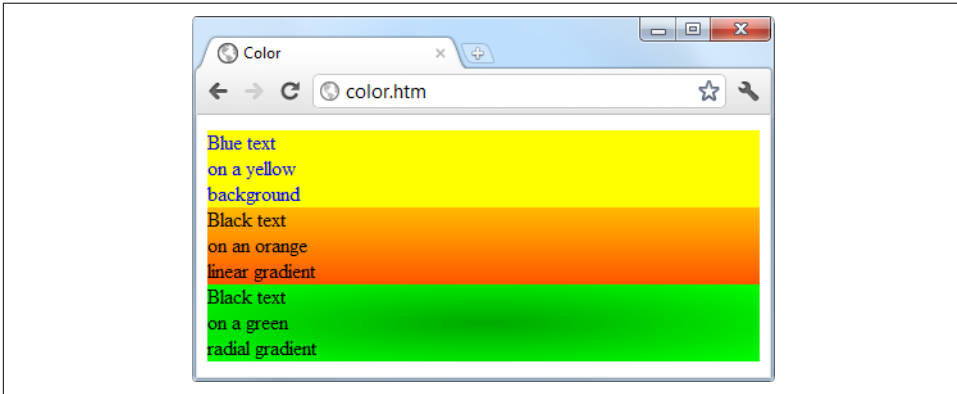 Color
color.htm
Blue text
on a yellow
background
Black text
on an orange
linear gradient
Black text
on a green
radial gradient